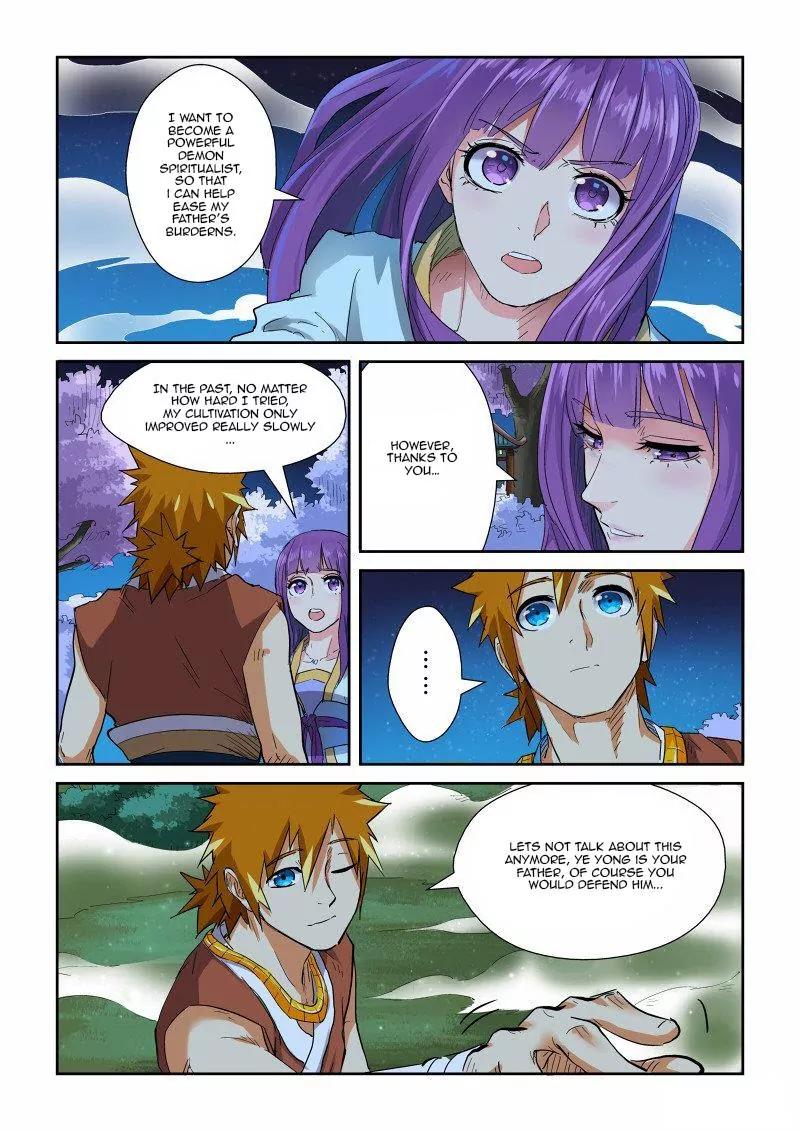 I WANT TO
BECOME A
POWERFUL
DEMON
SPIRITUALIST,
SO THAT
I CAN HELP
EASE MY
FATHER'S
BURDERNS.
IN THE PAST, NO MATTER
HOW HARD I TRIED,
MY CULTIVATION ONLY
IMPROVED REALLY SLOWLY
...
HOWEVER,
THANKS TO
YOU...
......
LETS NOT TALK ABOUT THIS
ANYMORE, YE YONG IS YOUR
FATHER, OF COURSE YOU
WOULD DEFEND HIM...